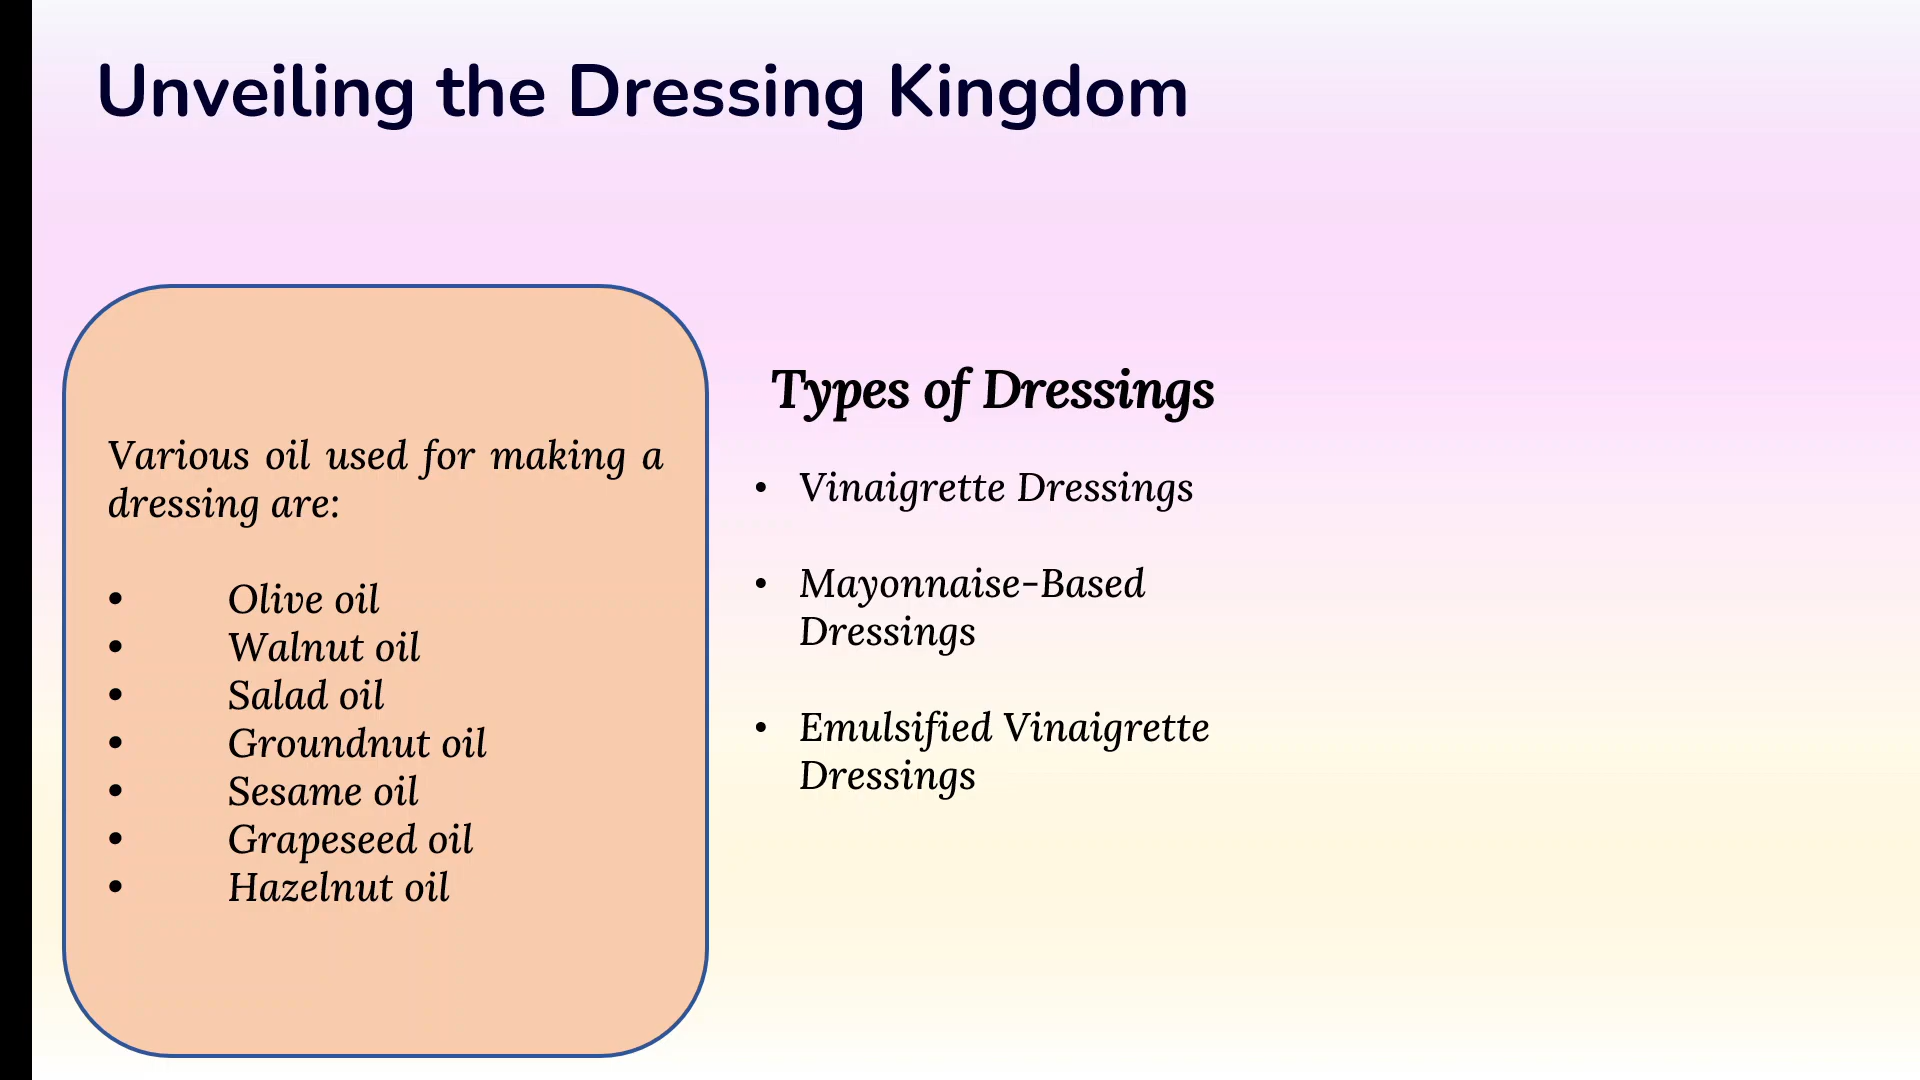 Unveiling the Dressing Kingdom
Various oil used for making a
dressing are:
• Olive oil
• Walnut oil
• Salad oil
• Groundnut oil
• Sesame oil
• Grapeseed oil
• Hazelnut oil
Types of Dressings
• Vinaigrette Dressings
• Mayonnaise-Based
Dressings
• Emulsified Vinaigrette
Dressings